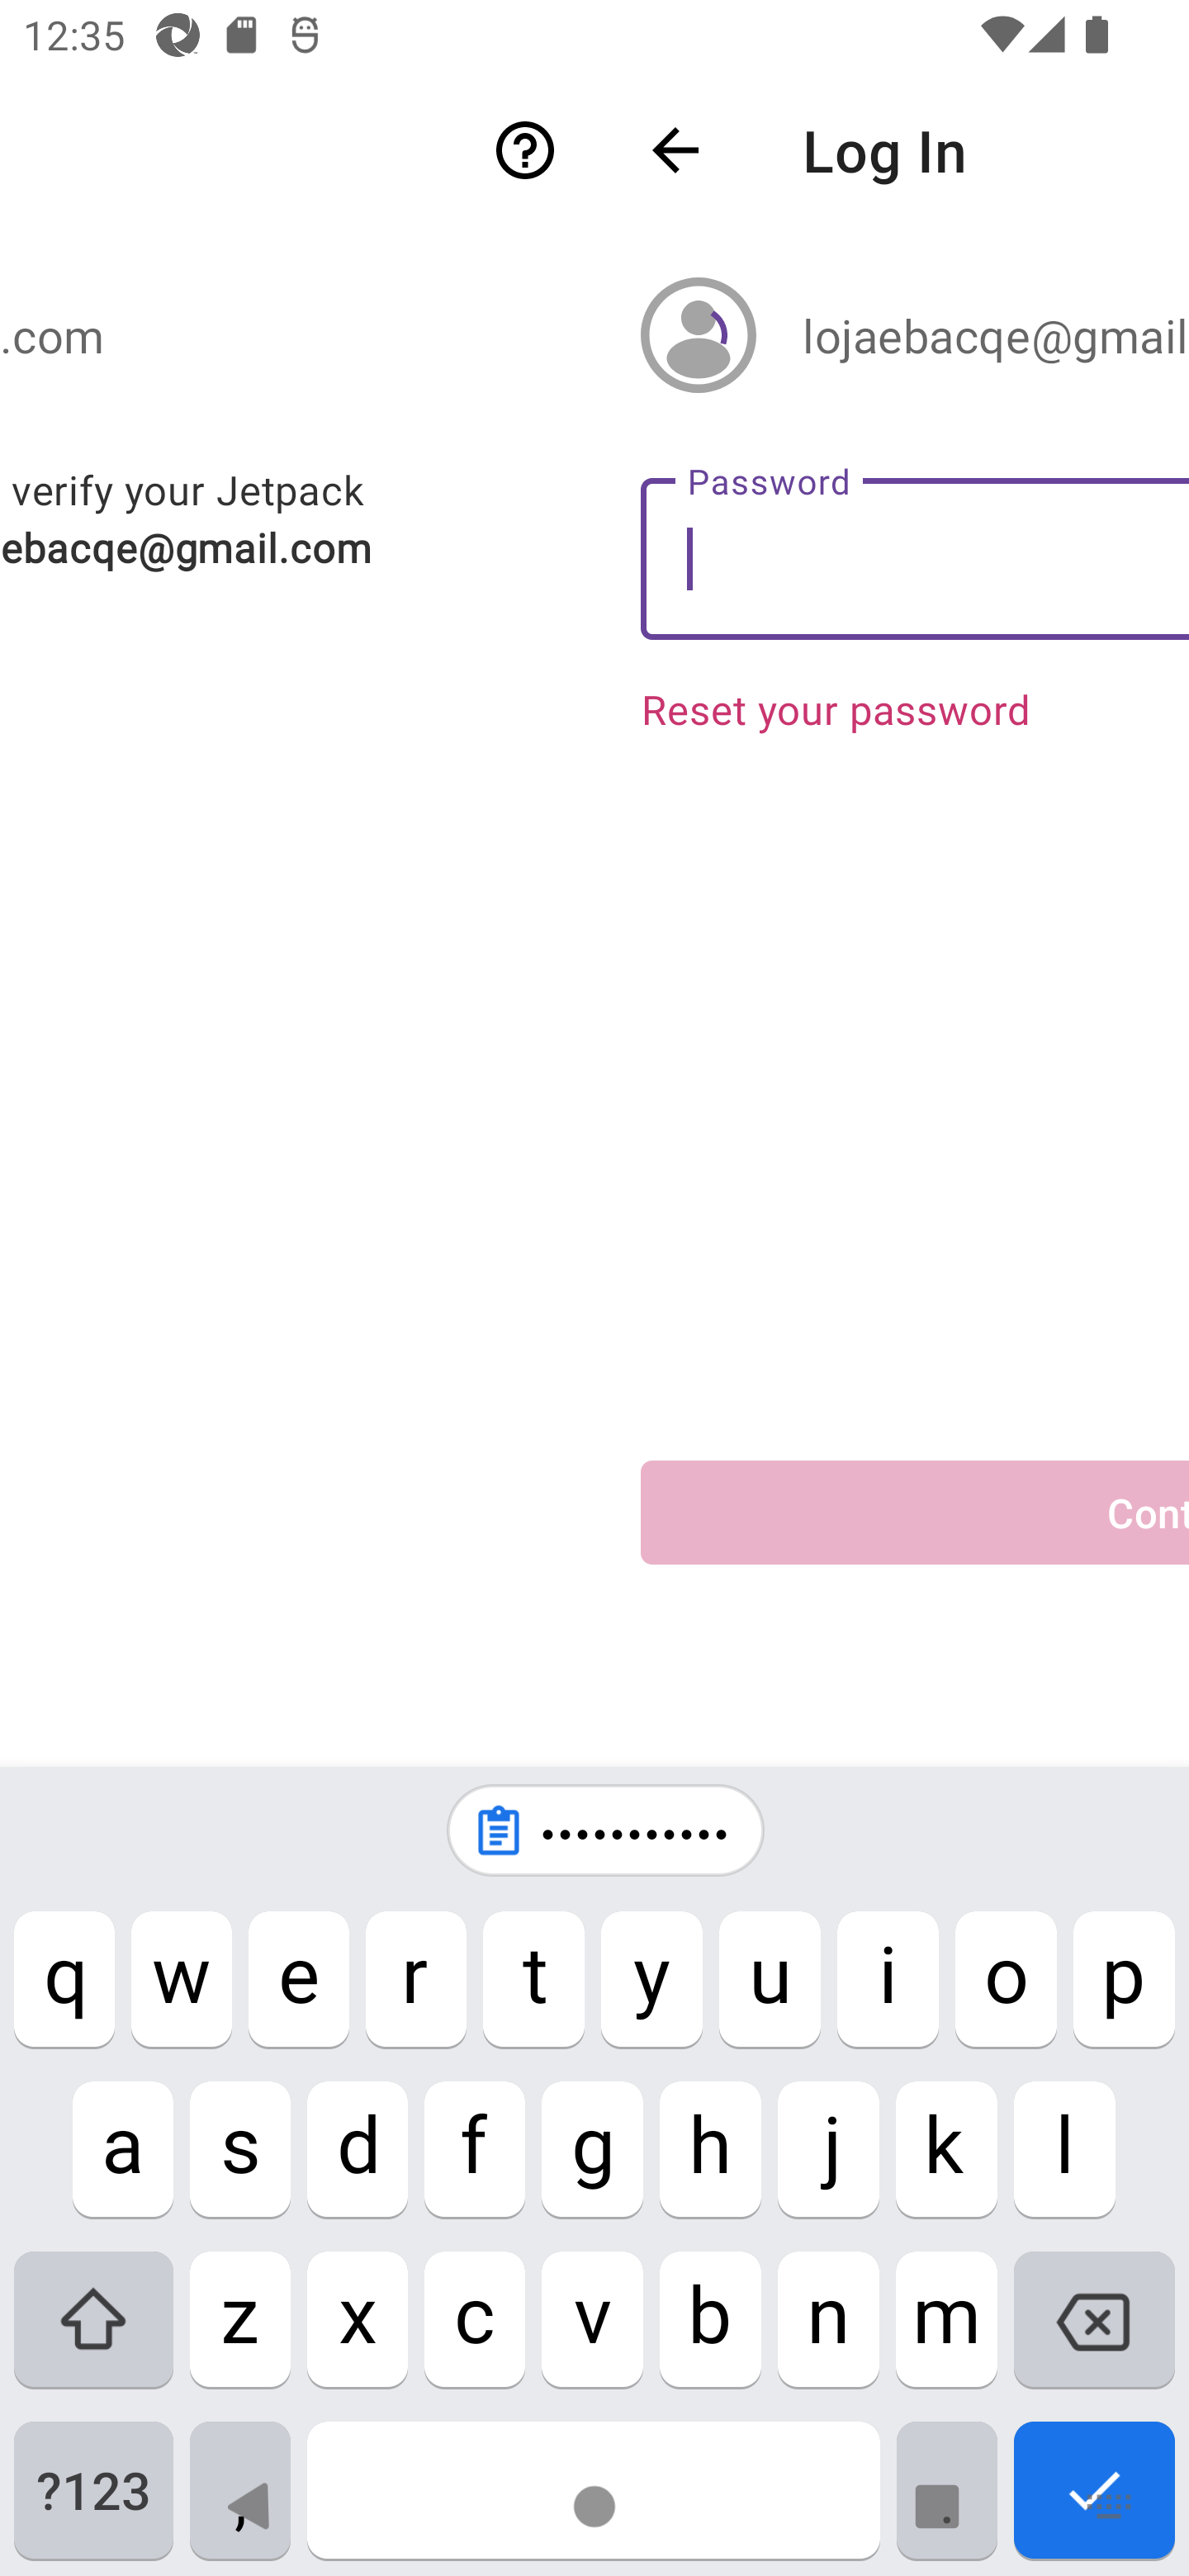 12:35
Log In
.com
lojaebacqe@gmail
verify your Jetpack
ebacqe@gmail.com
Password
Reset your password
Cont
•••••••••••
q w e r t y u i o p
a s d f g h j k l
z x c v b n m
?123 , .